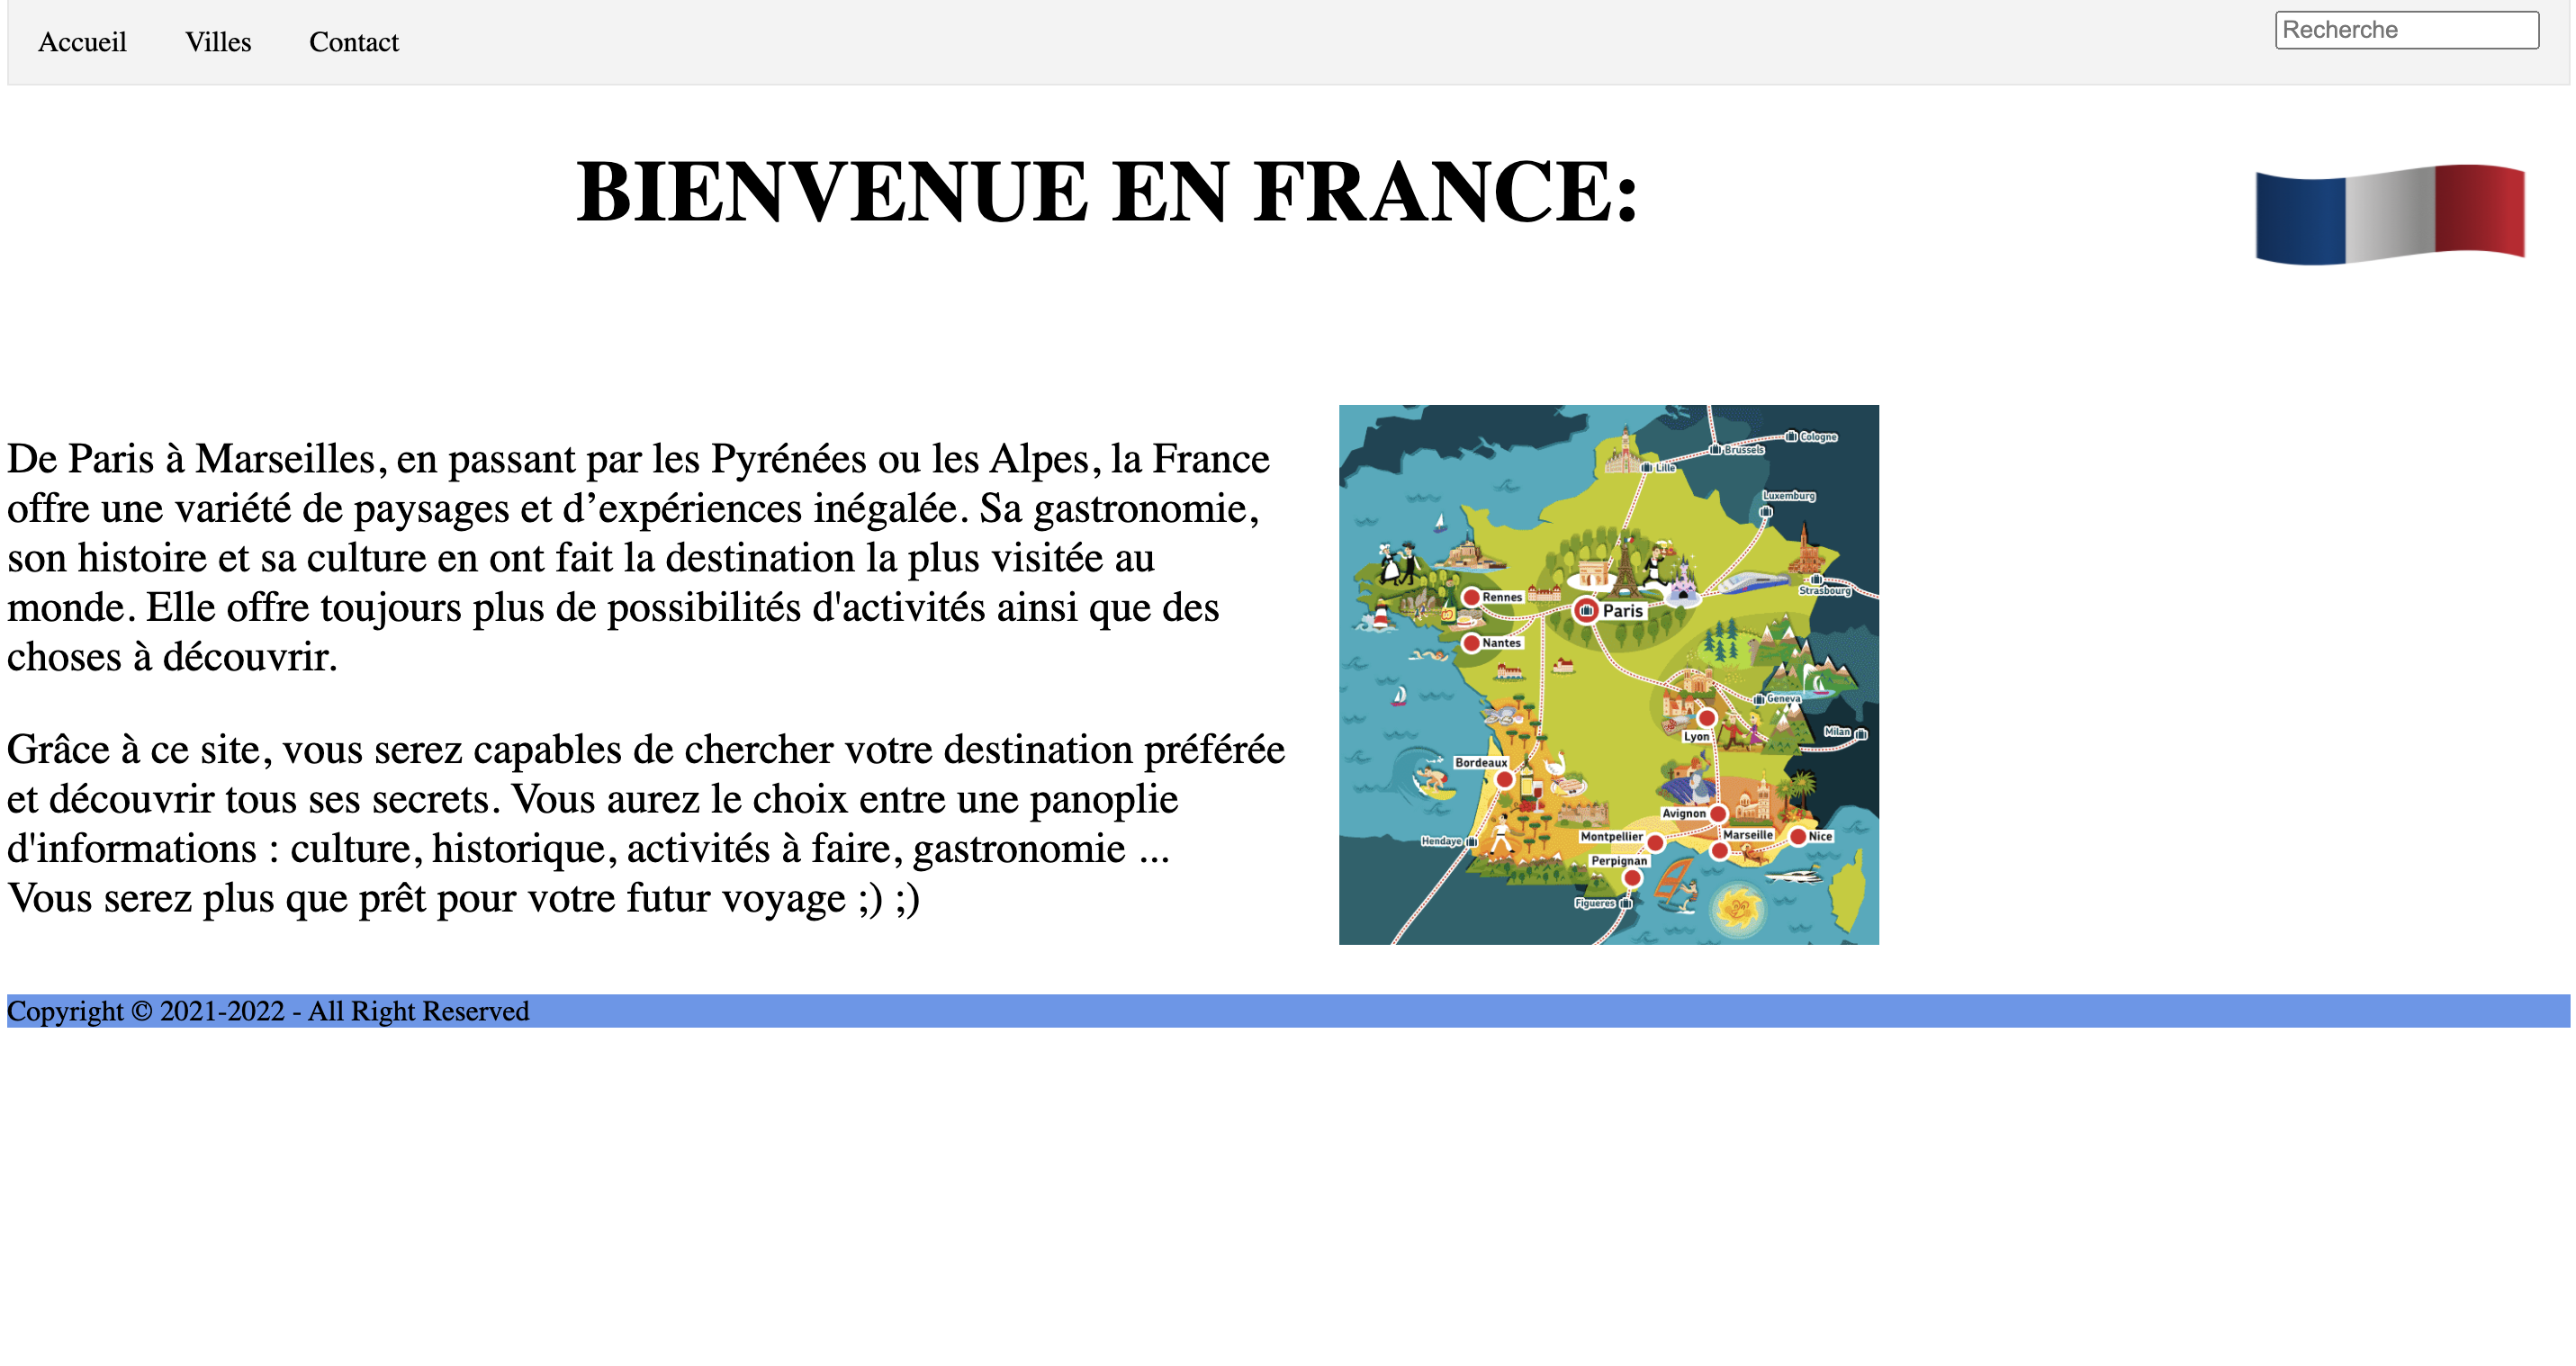 Accueil Villes Contact Recherche
BIENVENUE EN FRANCE:
De Paris à Marseilles, en passant par les Pyrénées ou les Alpes, la France
offre une variété de paysages et d’expériences inégalée. Sa gastronomie,
son histoire et sa culture en ont fait la destination la plus visitée au
monde. Elle offre toujours plus de possibilités d'activités ainsi que des
choses à découvrir.
Grâce à ce site, vous serez capables de chercher votre destination préférée
et découvrir tous ses secrets. Vous aurez le choix entre une panoplie
d'informations : culture, historique, activités à faire, gastronomie ...
Vous serez plus que prêt pour votre futur voyage ;) ;)
Cologne
Brussels
Lille
Luxemburg
Strasbourg
Rennes
Paris
Nantes
Geneva
Milan
Lyon
Bordeaux
Avignon
Montpellier
Marseille
Nice
Hendaye
Perpignan
Figueres
Copyright © 2021-2022 - All Right Reserved